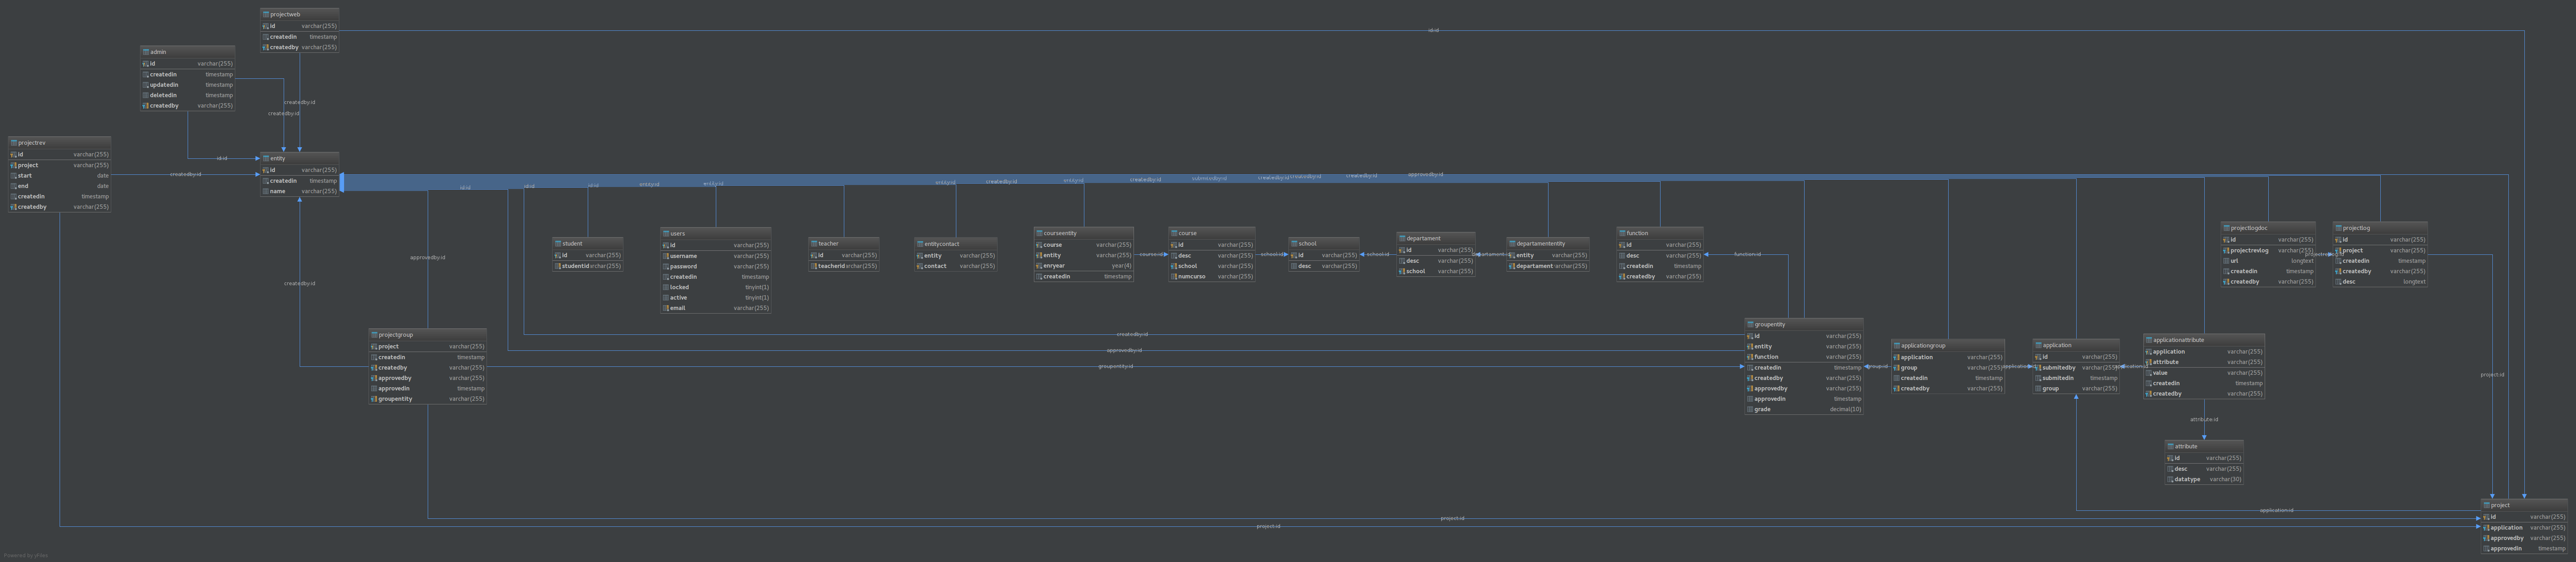 projectweb
id varchar(255)
createdin timestamp
createdby varchar(255)
id:id
admin
id varchar(255)
createdin timestamp
updatedin timestamp
deletedin timestamp
createdby varchar(255)
createdby:id
createdby:id
projectrev
id varchar(255)
project varchar(255)
start date
end date
createdin timestamp
createdby varchar(255)
id:id
createdby:id
entity
id varchar(255)
createdin timestamp
name varchar(255)
id:id
id:id
id:id
entity:id
entity:id
entity:id
createdby:id
entity:id
createdby:id
submitedby:id
createdby:id
createdby:id
createdby:id
approvedby:id
student
id varchar(255)
studentid varchar(255)
users
id varchar(255)
username varchar(255)
password varchar(255)
createdin timestamp
locked tinyint(1)
active tinyint(1)
email varchar(255)
teacher
id varchar(255)
teacherid varchar(255)
entitycontact
entity varchar(255)
contact varchar(255)
courseentity
course varchar(255)
entity varchar(255)
enryear year(4)
createdin timestamp
course:id
course
id varchar(255)
desc varchar(255)
school varchar(255)
numcurso varchar(255)
school:id
school
id varchar(255)
desc varchar(255)
school:id
departament
id varchar(255)
desc varchar(255)
school varchar(255)
departament:id
departamententity
entity varchar(255)
departament varchar(255)
function
id varchar(255)
desc varchar(255)
createdin timestamp
createdby varchar(255)
function:id
projectlogdoc
id varchar(255)
projectrevlog varchar(255)
url longtext
createdin timestamp
createdby varchar(255)
projectlog
id varchar(255)
project varchar(255)
createdin timestamp
createdby varchar(255)
desc longtext
approvedby:id
createdby:id
projectgroup
project varchar(255)
createdin timestamp
createdby varchar(255)
approvedby varchar(255)
approvedin timestamp
groupentity varchar(255)
createdby:id
approvedby:id
groupentity:id
groupentity
id varchar(255)
entity varchar(255)
function varchar(255)
createdin timestamp
createdby varchar(255)
approvedby varchar(255)
approvedin timestamp
grade decimal(10)
group:id
applicationgroup
application varchar(255)
group varchar(255)
createdin timestamp
createdby varchar(255)
application
id varchar(255)
submitedby varchar(255)
submitedin timestamp
group varchar(255)
applicationattribute
application varchar(255)
attribute varchar(255)
value varchar(255)
createdin timestamp
createdby varchar(255)
project:id
attribute:id
attribute
id varchar(255)
desc varchar(255)
datatype varchar(30)
application:id
project
id varchar(255)
application varchar(255)
approvedby varchar(255)
approvedin timestamp
project:id
project:id
Powered by yFiles